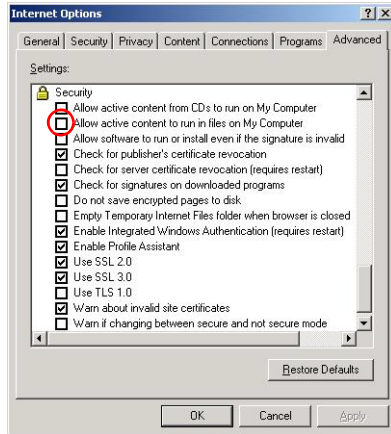 Internet Options
General Security Privacy Content Connections Programs Advanced
Settings:
Security
Allow active content from CDs to run on My Computer
Allow active content to run in files on My Computer
Allow software to run or install even if the signature is invalid
Check for publisher's certificate revocation
Check for server certificate revocation (requires restart)
Check for signatures on downloaded programs
Do not save encrypted pages to disk
Empty Temporary Internet Files folder when browser is closed
Enable Integrated Windows Authentication (requires restart)
Enable Profile Assistant
Use SSL 2.0
Use SSL 3.0
Use TLS 1.0
Warn about invalid site certificates
Warn if changing between secure and not secure mode
Restore Defaults
OK Cancel Apply